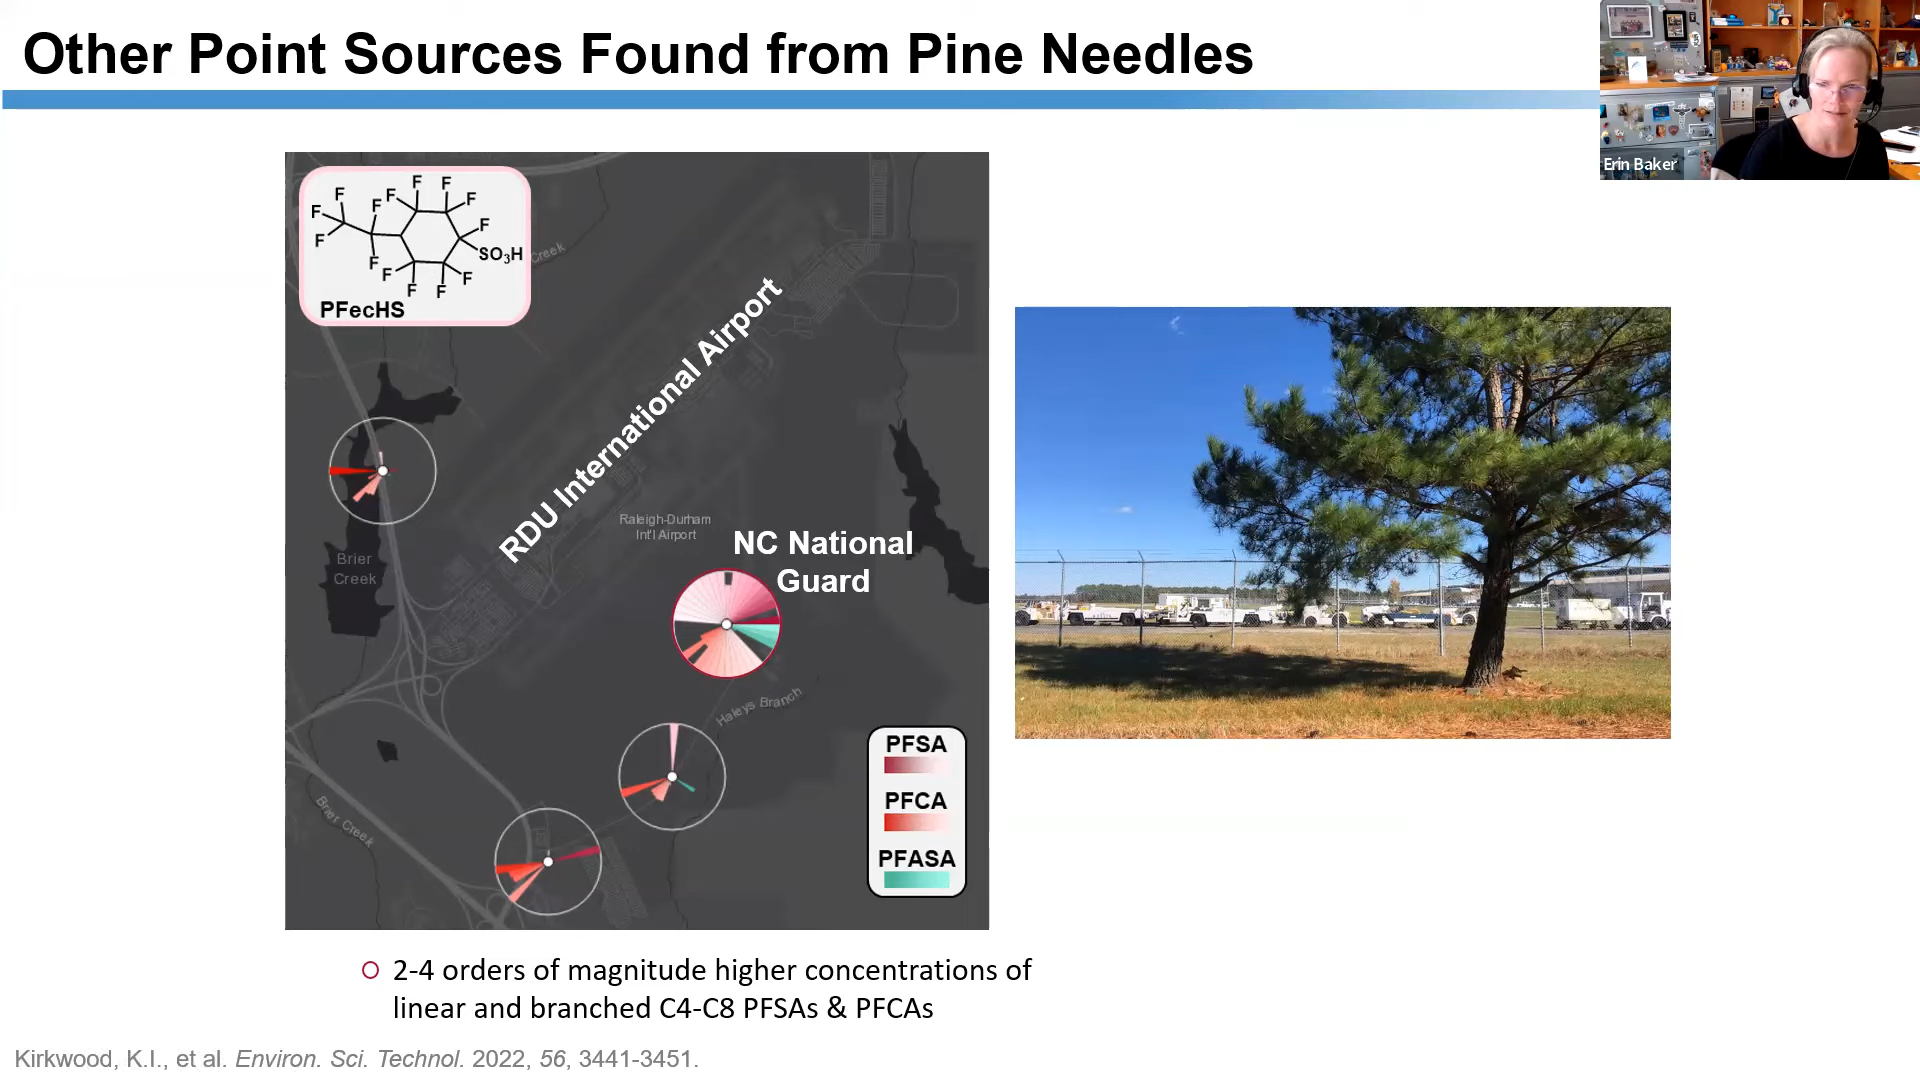 Other Point Sources Found from Pine Needles
Erin Baker
F F F F F F F F F F F F F F
SO₃H
PFecHS
Creek
RDU International Airport
Raleigh-Durham
Int'l Airport
NC National
Guard
Brier
Creek
Haleys Branch
Brier Creek
PFSA
PFCA
PFASA
2-4 orders of magnitude higher concentrations of
linear and branched C4-C8 PFSAs & PFCAs
Kirkwood, K.I., et al. Environ. Sci. Technol. 2022, 56, 3441-3451.